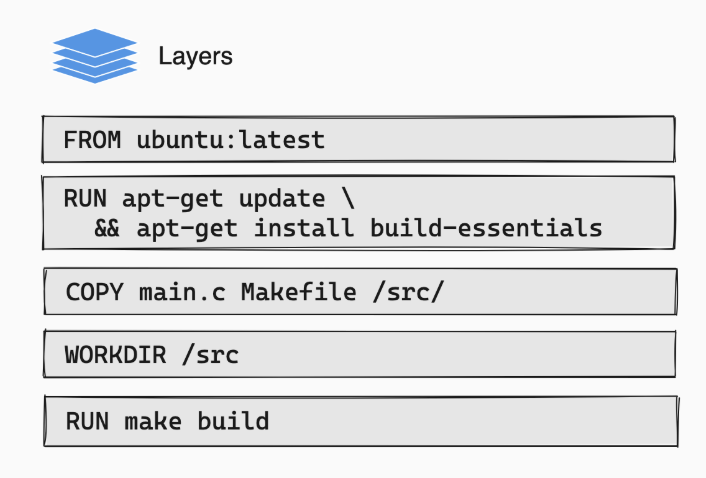 Layers
FROM ubuntu:latest
RUN apt-get update \
&& apt-get install build-essentials
COPY main.c Makefile /src/
WORKDIR /src
RUN make build